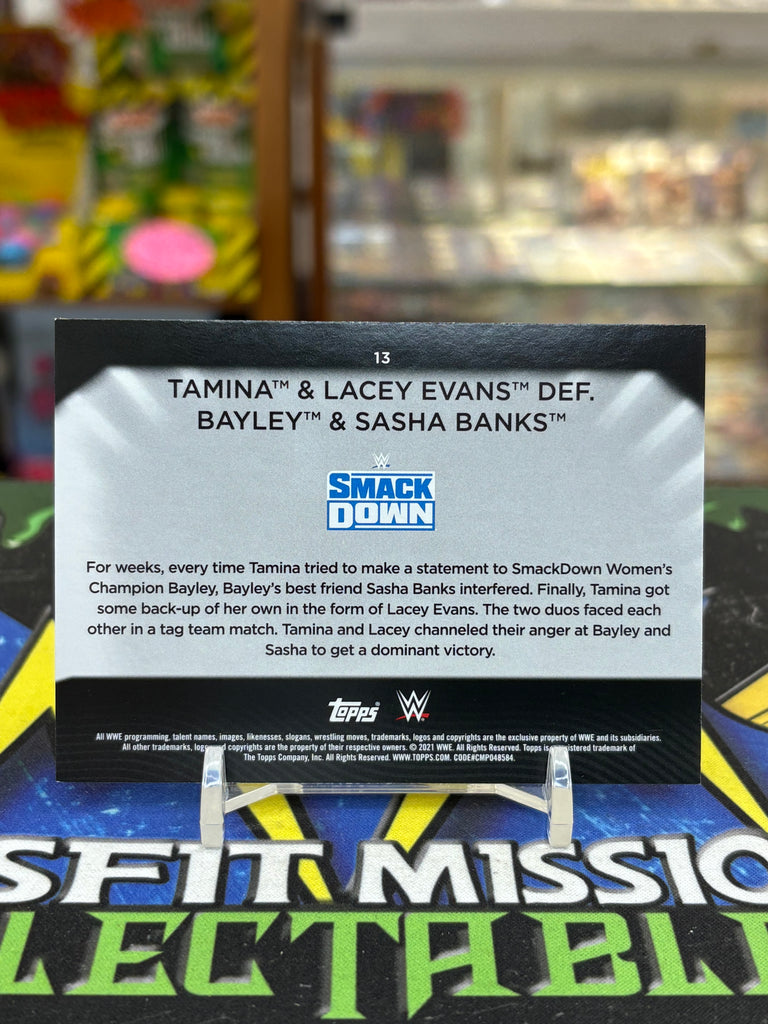 13
TAMINA™ & LACEY EVANS™ DEF.
BAYLEY™ & SASHA BANKS™
W
SMACK
DOWN
For weeks, every time Tamina tried to make a statement to SmackDown Women's
Champion Bayley, Bayley's best friend Sasha Banks interfered. Finally, Tamina got
some back-up of her own in the form of Lacey Evans. The two duos faced each
other in a tag team match. Tamina and Lacey channeled their anger at Bayley and
Sasha to get a dominant victory.
Topps® W
All WWE programming, talent names, images, likenesses, slogans, wrestling moves, trademarks, logos and copyrights are the exclusive property of WWE and its subsidiaries.
All other trademarks, logos and copyrights are the property of their respective owners. © 2021 WWE. All Rights Reserved. Topps is registered trademark of
The Topps Company, Inc. All Rights Reserved. WWW.TOPPS.COM. CODE#CMP048584.
SFIT MISSIO
LECTABL